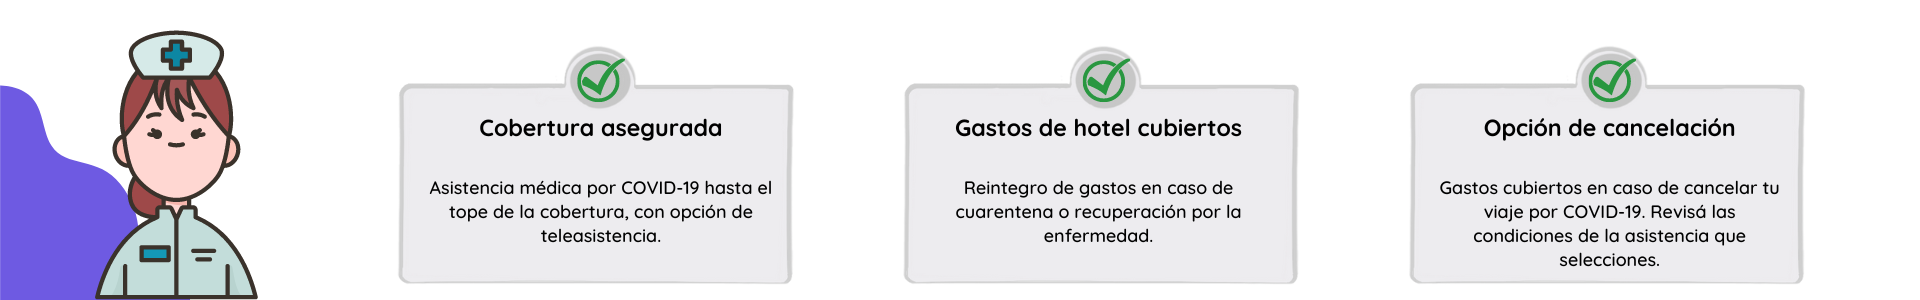 Cobertura asegurada
Asistencia médica por COVID-19 hasta el
tope de la cobertura, con opción de
teleasistencia.
Gastos de hotel cubiertos
Reintegro de gastos en caso de
cuarentena o recuperación por la
enfermedad.
Opción de cancelación
Gastos cubiertos en caso de cancelar tu
viaje por COVID-19. Revisá las
condiciones de la asistencia que
selecciones.